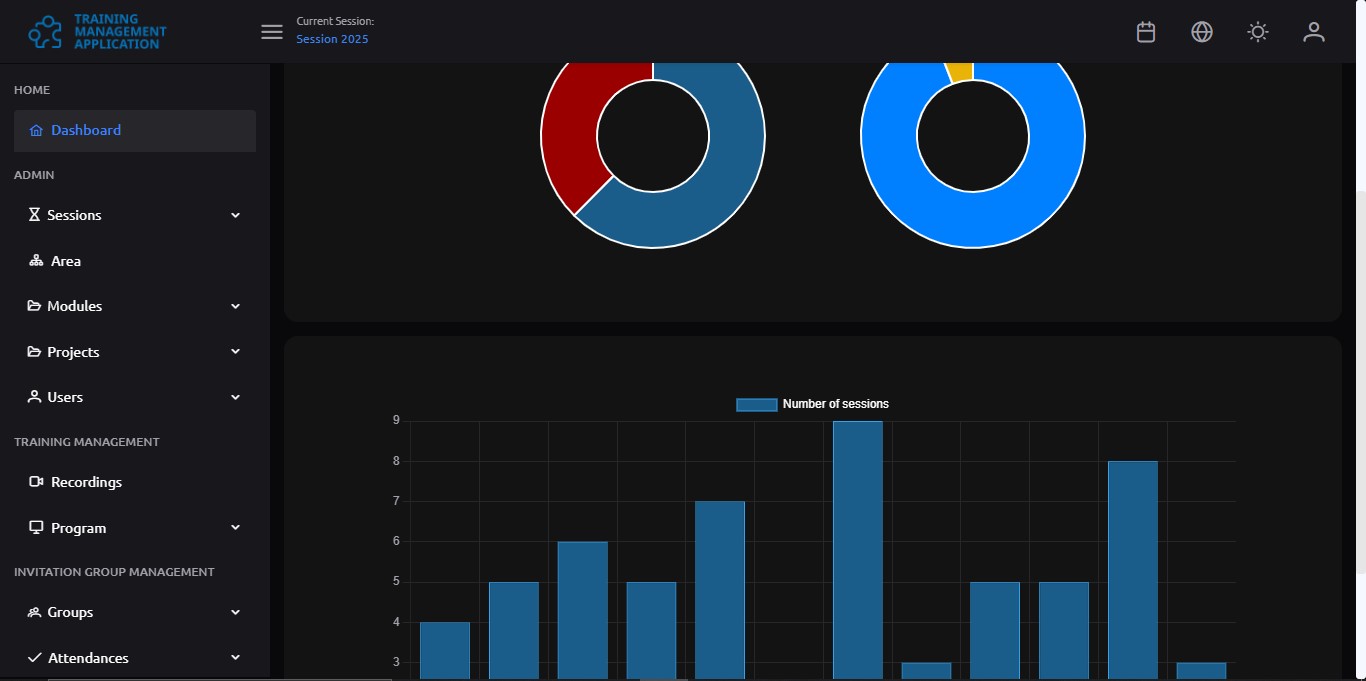 TRAINING
MANAGEMENT
APPLICATION
Current Session:
Session 2025
HOME
Dashboard
ADMIN
Sessions
Area
Modules
Projects
Users
TRAINING MANAGEMENT
Recordings
Program
INVITATION GROUP MANAGEMENT
Groups
Attendances
Number of sessions
9
8
7
6
5
4
3